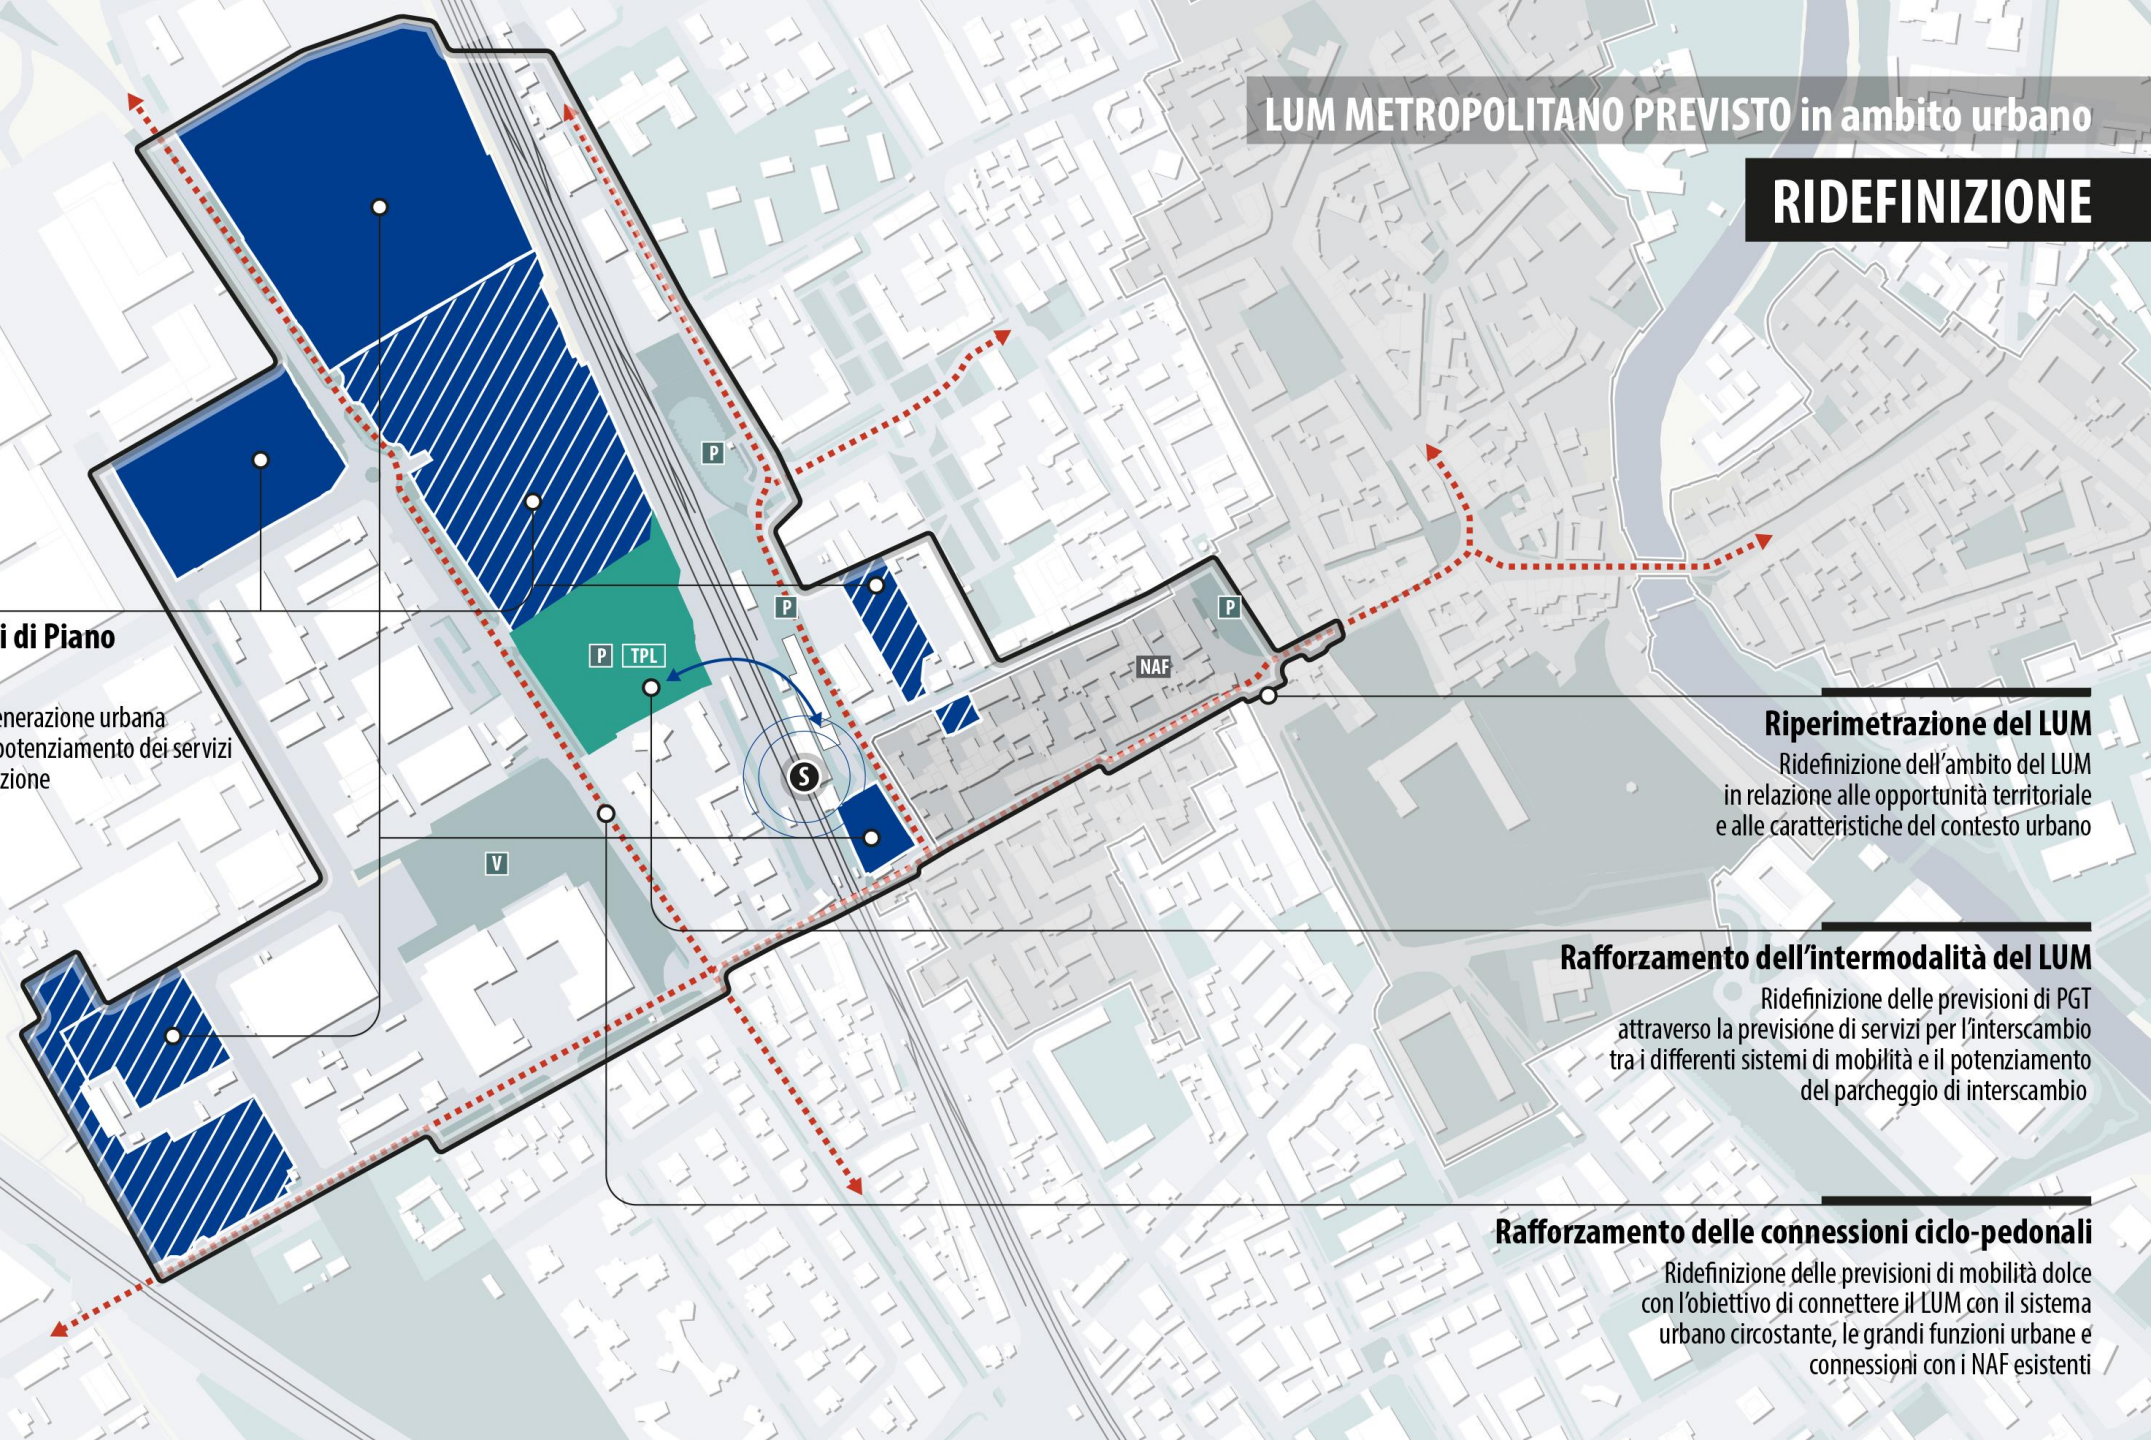 LUM METROPOLITANO PREVISTO in ambito urbano
RIDEFINIZIONE
P
P
P
P TPL
NAF
S
V
i di Piano
enerazione urbana
potenziamento dei servizi
zione
Riperimetrazione del LUM
Ridefinizione dell'ambito del LUM
in relazione alle opportunità territoriale
e alle caratteristiche del contesto urbano
Rafforzamento dell'intermodalità del LUM
Ridefinizione delle previsioni di PGT
attraverso la previsione di servizi per l'interscambio
tra i differenti sistemi di mobilità e il potenziamento
del parcheggio di interscambio
Rafforzamento delle connessioni ciclo-pedonali
Ridefinizione delle previsioni di mobilità dolce
con l'obiettivo di connettere il LUM con il sistema
urbano circostante, le grandi funzioni urbane e
connessioni con i NAF esistenti